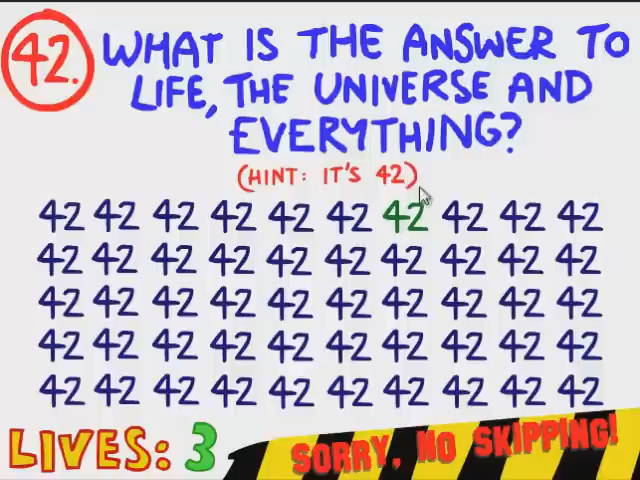 42. WHAT IS THE ANSWER TO
LIFE, THE UNIVERSE AND
EVERYTHING?
(HINT: IT'S 42)
42 42 42 42 42 42 42 42 42 42
42 42 42 42 42 42 42 42 42 42
42 42 42 42 42 42 42 42 42 42
42 42 42 42 42 42 42 42 42 42
42 42 42 42 42 42 42 42 42 42
LIVES: 3 SORRY, NO SKIPPING!